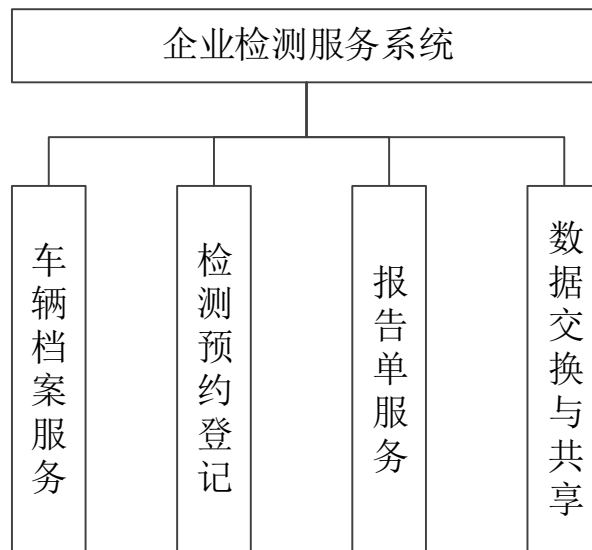 企业检测服务系统
车辆档案服务
检测预约登记
报告单服务
数据交换与共享